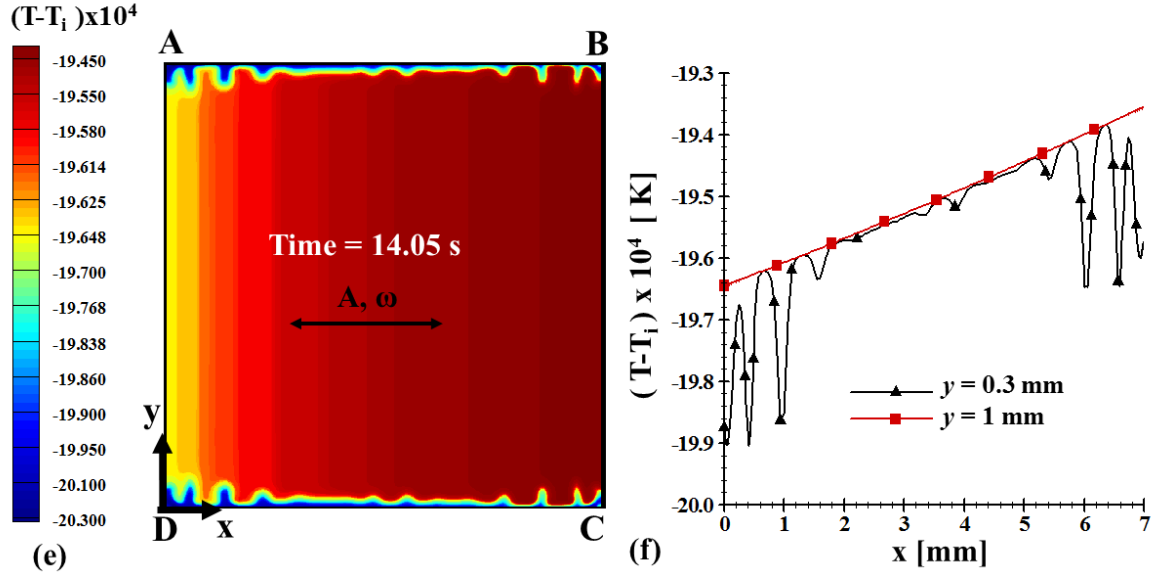 (T-Tᵢ)x10⁴
-19.450
-19.550
-19.580
-19.614
-19.625
-19.648
-19.700
-19.768
-19.838
-19.860
-19.900
-19.950
-20.100
-20.300
A B
Time = 14.05 s
A, ω
y
D x C
(e)
(T-Tᵢ) x 10⁴ [K]
-19.3
-19.4
-19.5
-19.6
-19.7
-19.8
-19.9
-20.0
y = 0.3 mm
y = 1 mm
0 1 2 3 4 5 6 7
x [mm]
(f)